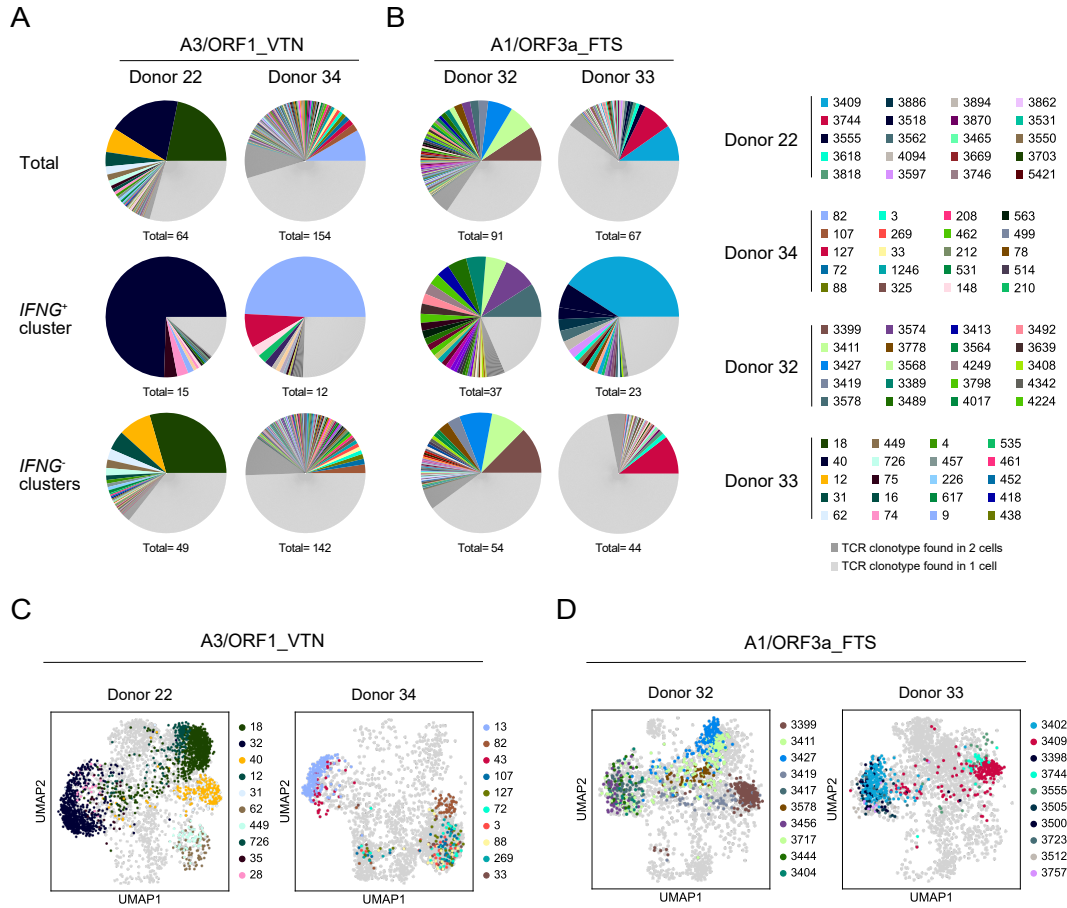 A
B
A3/ORF1_VTN
A1/ORF3a_FTS
Donor 22
Donor 34
Donor 32
Donor 33
Total
Total= 64
Total= 154
Total= 91
Total= 67
IFNG+
cluster
Total= 15
Total= 12
Total=37
Total= 23
IFNG-
clusters
Total= 49
Total= 142
Total= 54
Total= 44
Donor 22
3409 3886 3894 3862
3744 3518 3870 3531
3555 3562 3465 3550
3618 4094 3669 3703
3818 3597 3746 5421
Donor 34
82 3 208 563
107 269 462 499
127 33 212 78
72 1246 531 514
88 325 148 210
Donor 32
3399 3574 3413 3492
3411 3778 3564 3639
3427 3568 4249 3408
3419 3389 3798 4342
3578 3489 4017 4224
Donor 33
18 449 4 535
40 726 457 461
12 75 226 452
31 16 617 418
62 74 9 438
TCR clonotype found in 2 cells
TCR clonotype found in 1 cell
C
A3/ORF1_VTN
Donor 22
UMAP2
UMAP1
18
32
40
12
31
62
449
726
35
28
Donor 34
UMAP2
UMAP1
13
82
43
107
127
72
3
88
269
33
D
A1/ORF3a_FTS
Donor 32
UMAP2
UMAP1
3399
3411
3427
3419
3417
3578
3456
3717
3444
3404
Donor 33
UMAP2
UMAP1
3402
3409
3398
3744
3555
3505
3500
3723
3512
3757